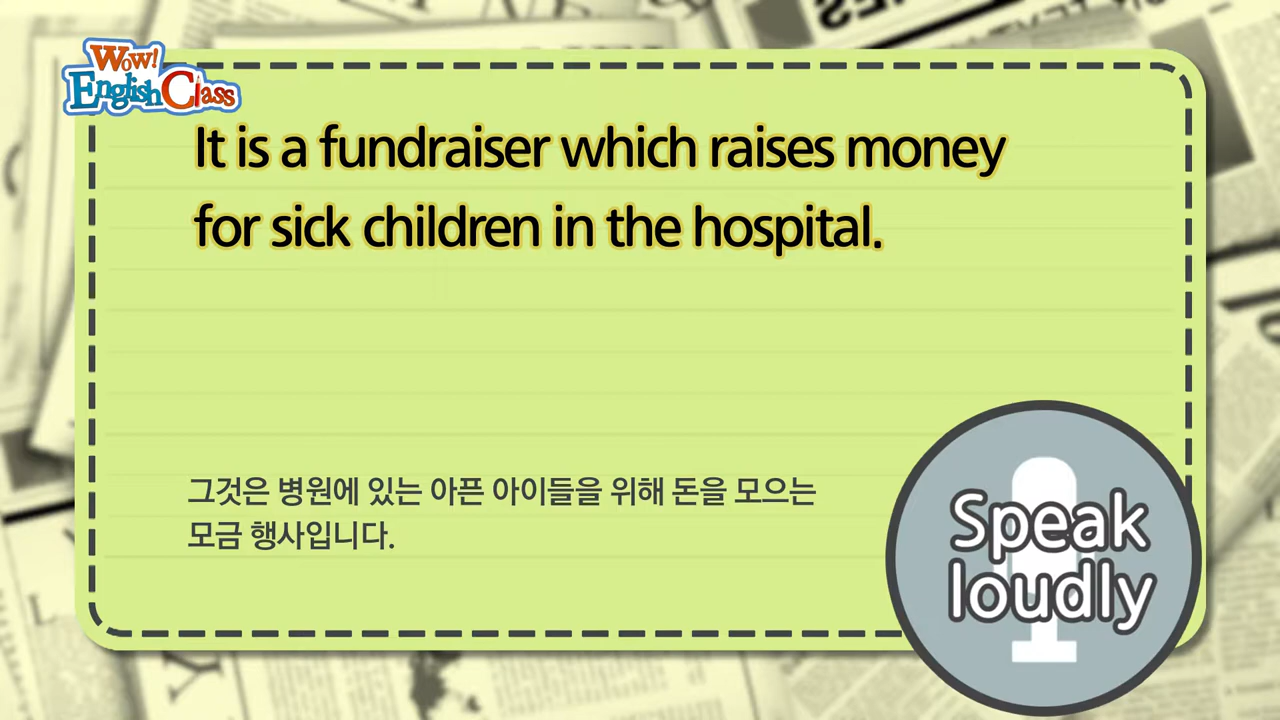 Wow!
English Class
It is a fundraiser which raises money
for sick children in the hospital.
그것은 병원에 있는 아픈 아이들을 위해 돈을 모으는
모금 행사입니다.
Speak
loudly